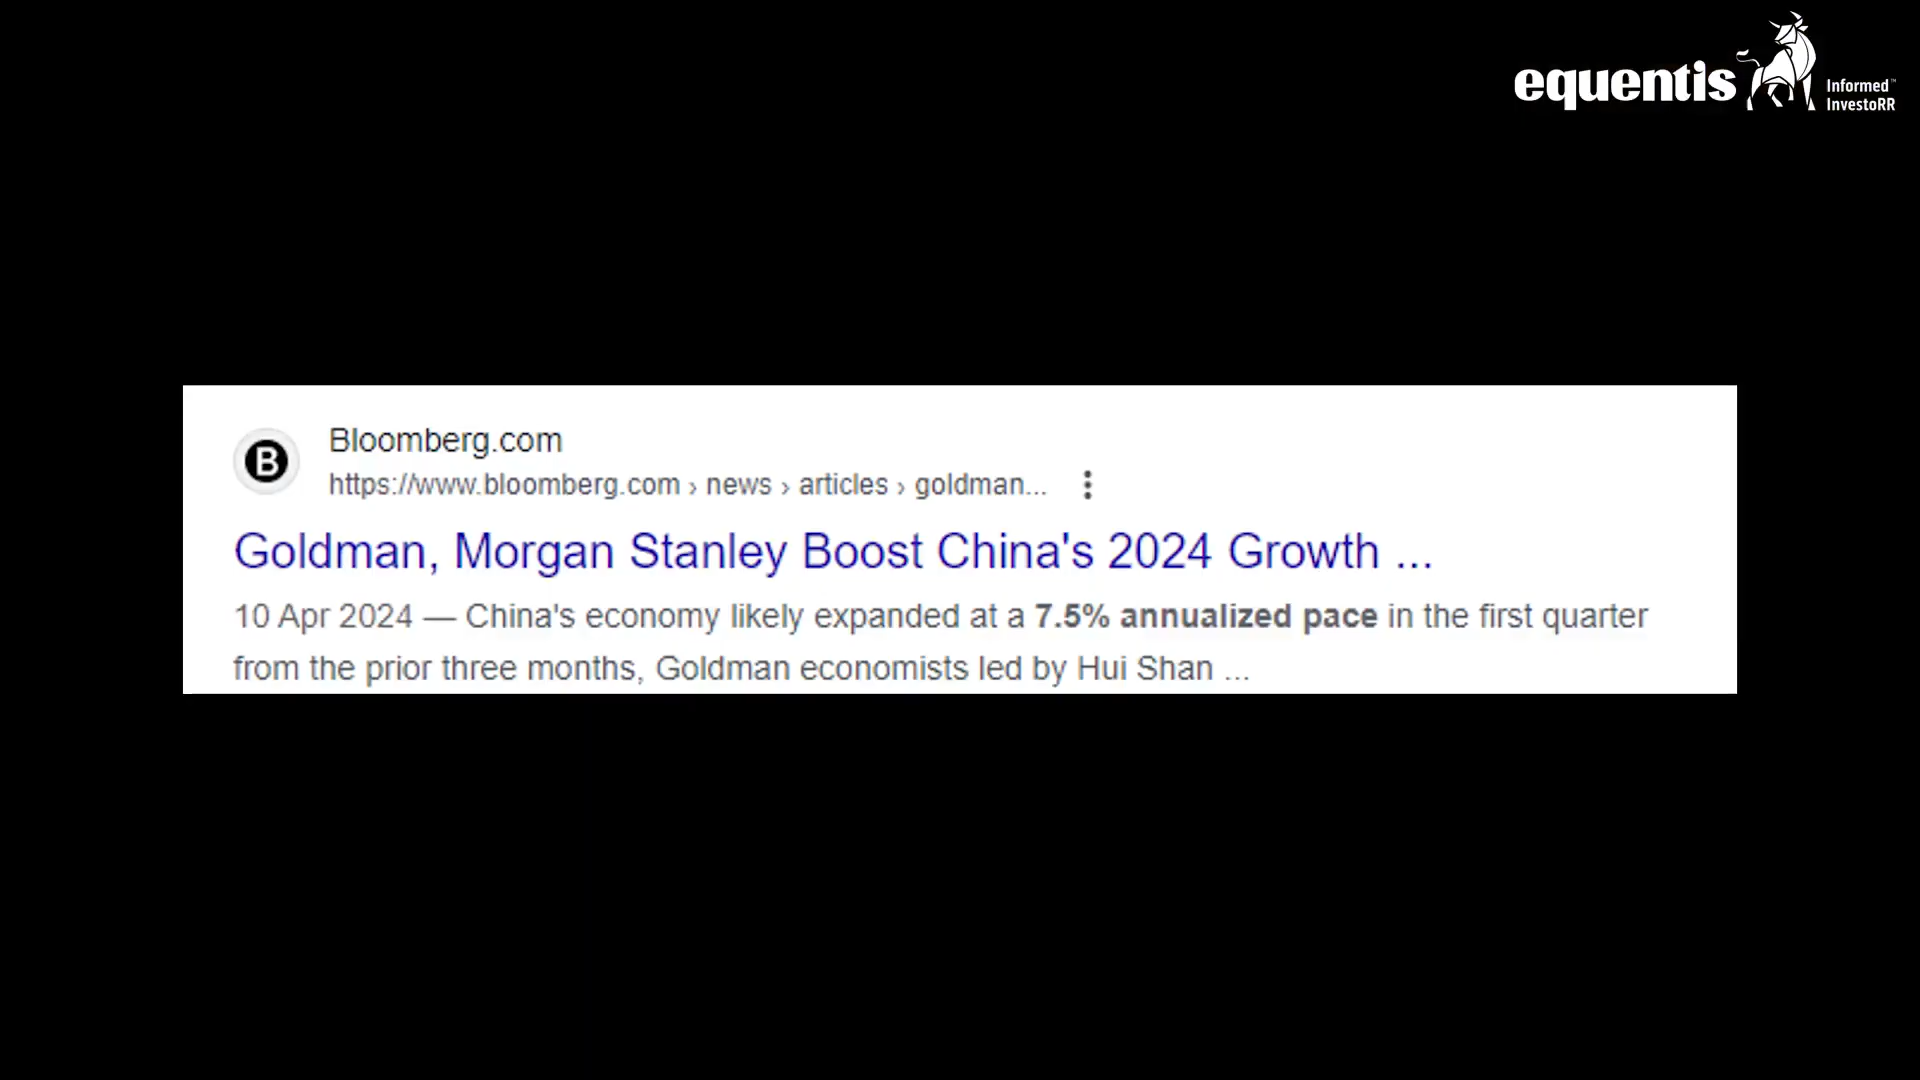 equentis
Informed™
InvestoRR
B
Bloomberg.com
https://www.bloomberg.com › news › articles › goldman...
Goldman, Morgan Stanley Boost China's 2024 Growth ...
10 Apr 2024 — China's economy likely expanded at a 7.5% annualized pace in the first quarter
from the prior three months, Goldman economists led by Hui Shan ...